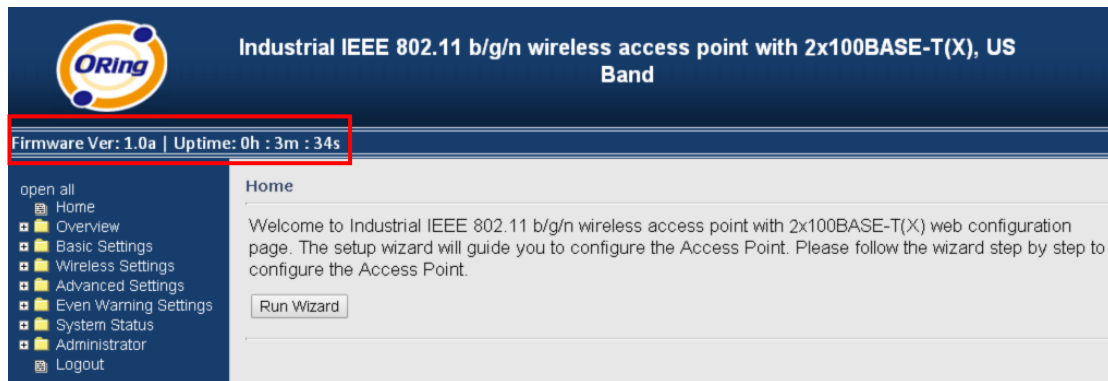 ORing
Industrial IEEE 802.11 b/g/n wireless access point with 2x100BASE-T(X), US
Band
Firmware Ver: 1.0a | Uptime: 0h : 3m : 34s
open all
Home
Overview
Basic Settings
Wireless Settings
Advanced Settings
Even Warning Settings
System Status
Administrator
Logout
Home
Welcome to Industrial IEEE 802.11 b/g/n wireless access point with 2x100BASE-T(X) web configuration
page. The setup wizard will guide you to configure the Access Point. Please follow the wizard step by step to
configure the Access Point.
Run Wizard